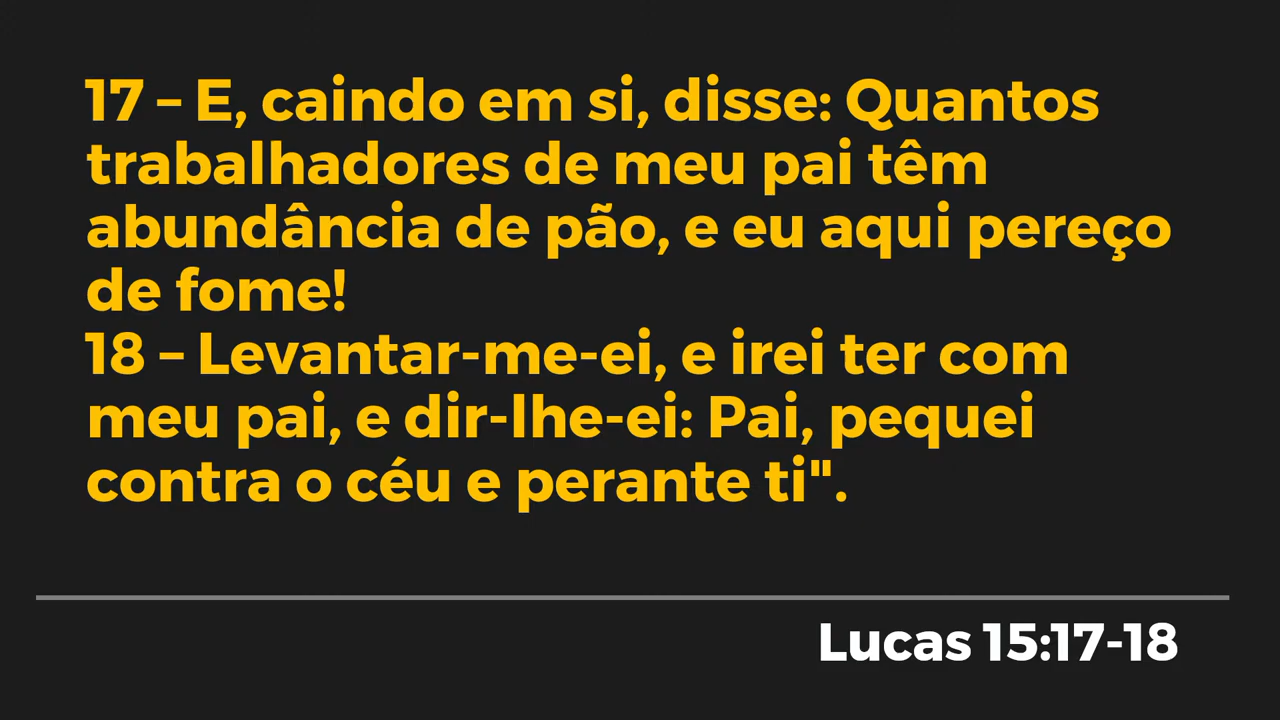 17 – E, caindo em si, disse: Quantos
trabalhadores de meu pai têm
abundância de pão, e eu aqui pereço
de fome!
18 – Levantar-me-ei, e irei ter com
meu pai, e dir-lhe-ei: Pai, pequei
contra o céu e perante ti".
Lucas 15:17-18